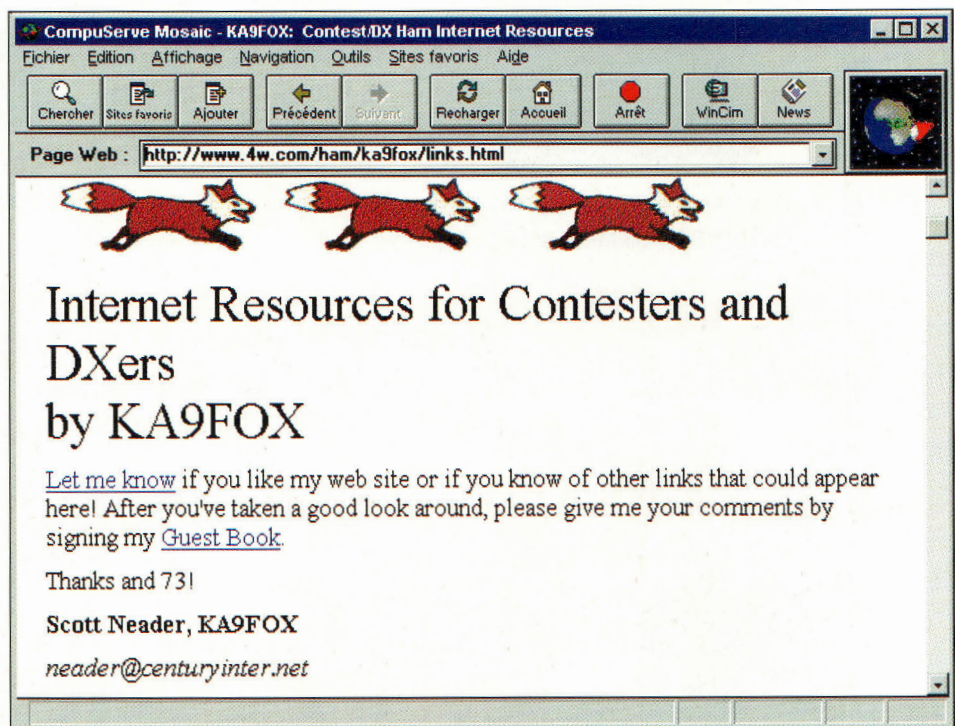 CompuServe Mosaic - KA9FOX: Contest/DX Ham Internet Resources
Fichier Edition Affichage Navigation Outils Sites favoris Aide
Chercher Sites favoris Ajouter Précédent Suivant Recharger Accueil Arrêt WinCim News
Page Web : http://www.4w.com/ham/ka9fox/links.html
Internet Resources for Contesters and
DXers
by KA9FOX
Let me know if you like my web site or if you know of other links that could appear
here! After you've taken a good look around, please give me your comments by
signing my Guest Book.
Thanks and 73!
Scott Neader, KA9FOX
neader@centuryinter.net